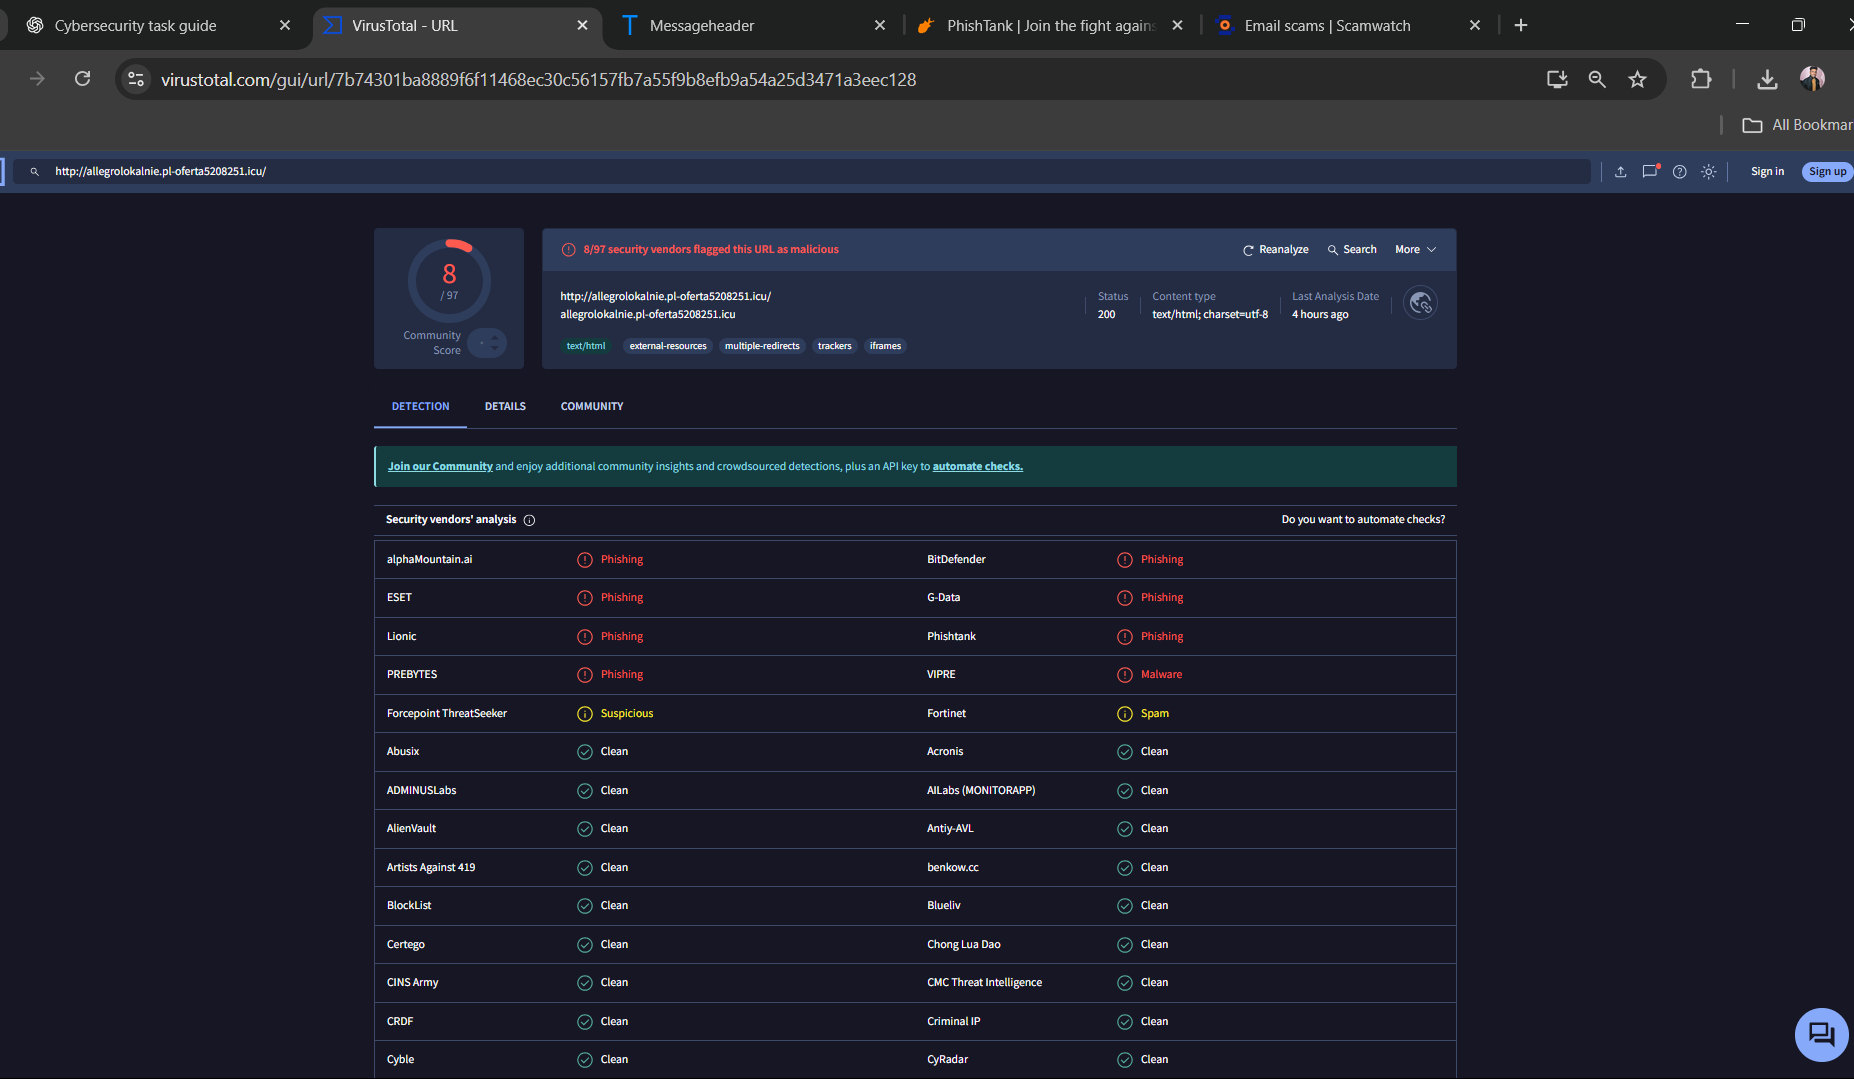 Cybersecurity task guide
VirusTotal - URL
Messageheader
PhishTank | Join the fight agains
Email scams | Scamwatch
virustotal.com/gui/url/7b74301ba8889f6f11468ec30c56157fb7a55f9b8efb9a54a25d3471a3eec128
All Bookmar
http://allegrolokalnie.pl-oferta5208251.icu/
Sign in
Sign up
8
/ 97
Community
Score
-
8/97 security vendors flagged this URL as malicious
Reanalyze
Search
More
http://allegrolokalnie.pl-oferta5208251.icu/
allegrolokalnie.pl-oferta5208251.icu
Status
200
Content type
text/html; charset=utf-8
Last Analysis Date
4 hours ago
text/html
external-resources
multiple-redirects
trackers
iframes
DETECTION
DETAILS
COMMUNITY
Join our Community and enjoy additional community insights and crowdsourced detections, plus an API key to automate checks.
Security vendors' analysis
Do you want to automate checks?
alphaMountain.ai Phishing BitDefender Phishing
ESET Phishing G-Data Phishing
Lionic Phishing Phishtank Phishing
PREBYTES Phishing VIPRE Malware
Forcepoint ThreatSeeker Suspicious Fortinet Spam
Abusix Clean Acronis Clean
ADMINUSLabs Clean AILabs (MONITORAPP) Clean
AlienVault Clean Antiy-AVL Clean
Artists Against 419 Clean benkow.cc Clean
BlockList Clean Blueliv Clean
Certego Clean Chong Lua Dao Clean
CINS Army Clean CMC Threat Intelligence Clean
CRDF Clean Criminal IP Clean
Cyble Clean CyRadar Clean